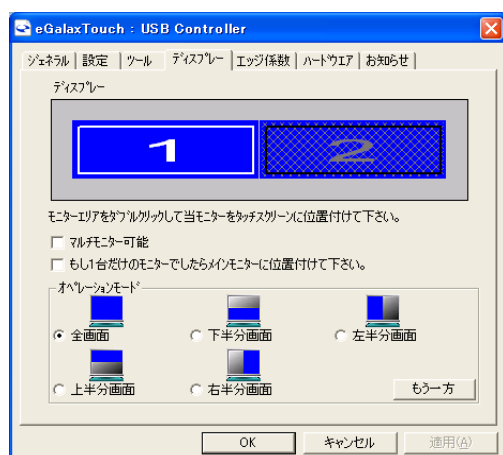 eGalaxTouch : USB Controller
ジェネラル 設定 ツール ディスプレー エッジ係数 ハートウエア お知らせ
ディスプレー
1 2
モニターエリアをダブルクリックして当モニターをタッチスクリーンに位置付けて下さい。
マルチモニター可能
もし1台だけのモニターでしたらメインモニターに位置付けて下さい。
オペレーションモード
全画面 下半分画面 左半分画面
上半分画面 右半分画面 もう一方
OK キャンセル 適用(A)